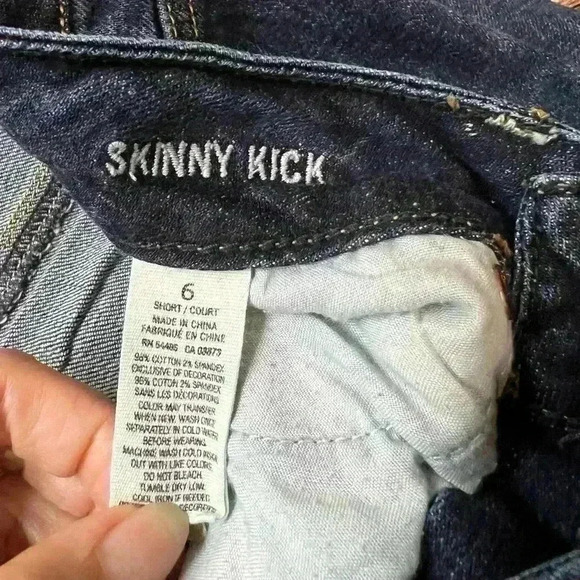 SKINNY KICK
6
SHORT / COURT
MADE IN CHINA
FABRIQUÉ EN CHINE
RN 54485 CA 03873
98% COTTON 2% SPANDEX
EXCLUSIVE OF DECORATION
98% COTON 2% SPANDEX
SANS LES DÉCORATIONS
COLOR MAY TRANSFER
WHEN NEW. WASH ONCE
SEPARATELY IN COLD WATER
BEFORE WEARING.
MACHINE WASH COLD INSIDE
OUT WITH LIKE COLORS.
DO NOT BLEACH.
TUMBLE DRY LOW.
COOL IRON IF NEEDED